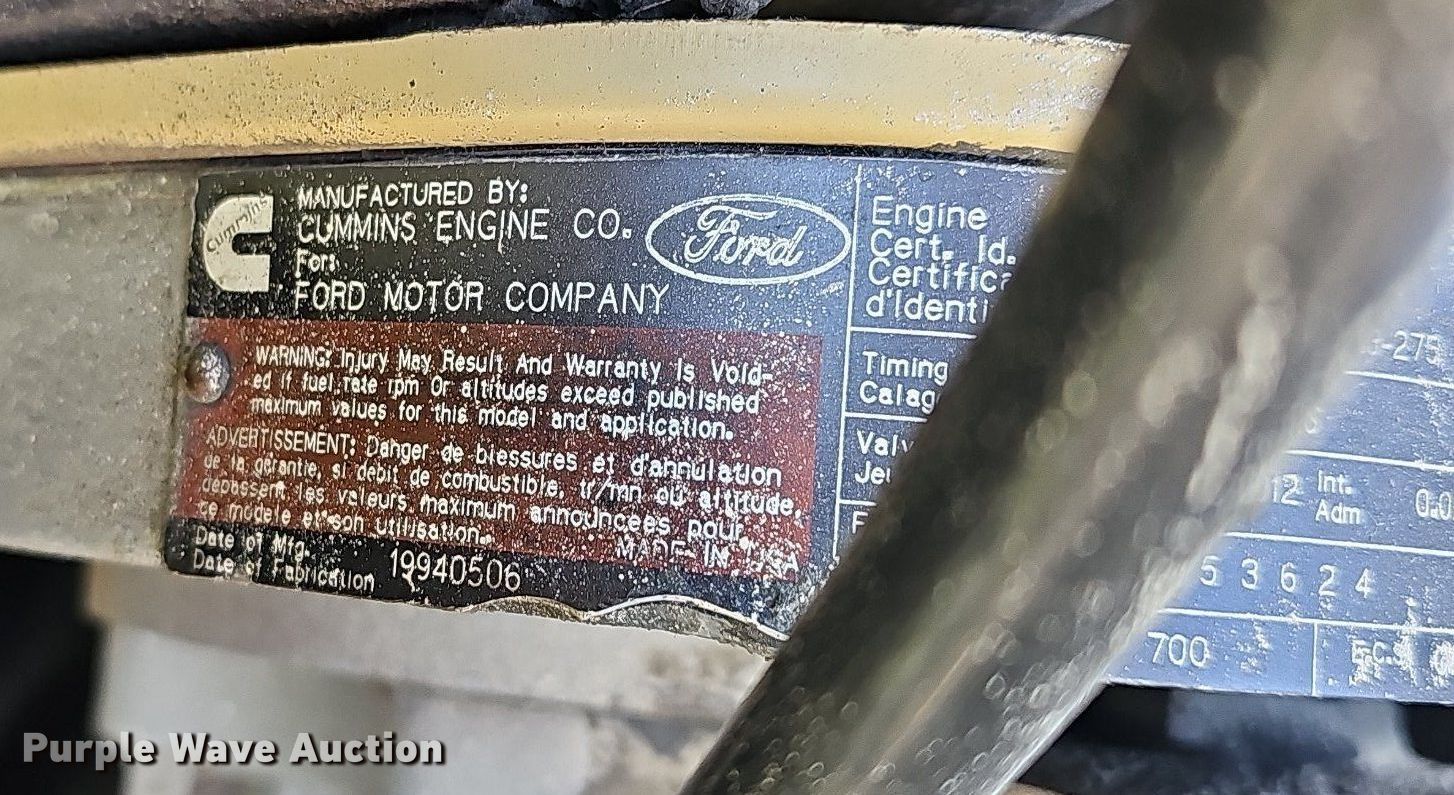 Cummins
MANUFACTURED BY:
CUMMINS ENGINE CO.
For:
FORD MOTOR COMPANY
Ford
WARNING: Injury May Result And Warranty Is Void-
ed if fuel rate rpm Or altitudes exceed published
maximum values for this model and application.
ADVERTISSEMENT: Danger de blessures et d'annulation
de la garantie, si debit de combustible, tr/mn ou altitude,
depassent les valeurs maximum annoncees pour
ce modele et son utilisation.
MADE IN USA
Date of Mfg.
Date of Fabrication 19940506
Engine
Cert. Id.
Certific
d'Identi
Timing
Calag
Valv
Jeu
-275
12 Int.
Adm 0.0
5 3 6 2 4
700
Purple Wave Auction